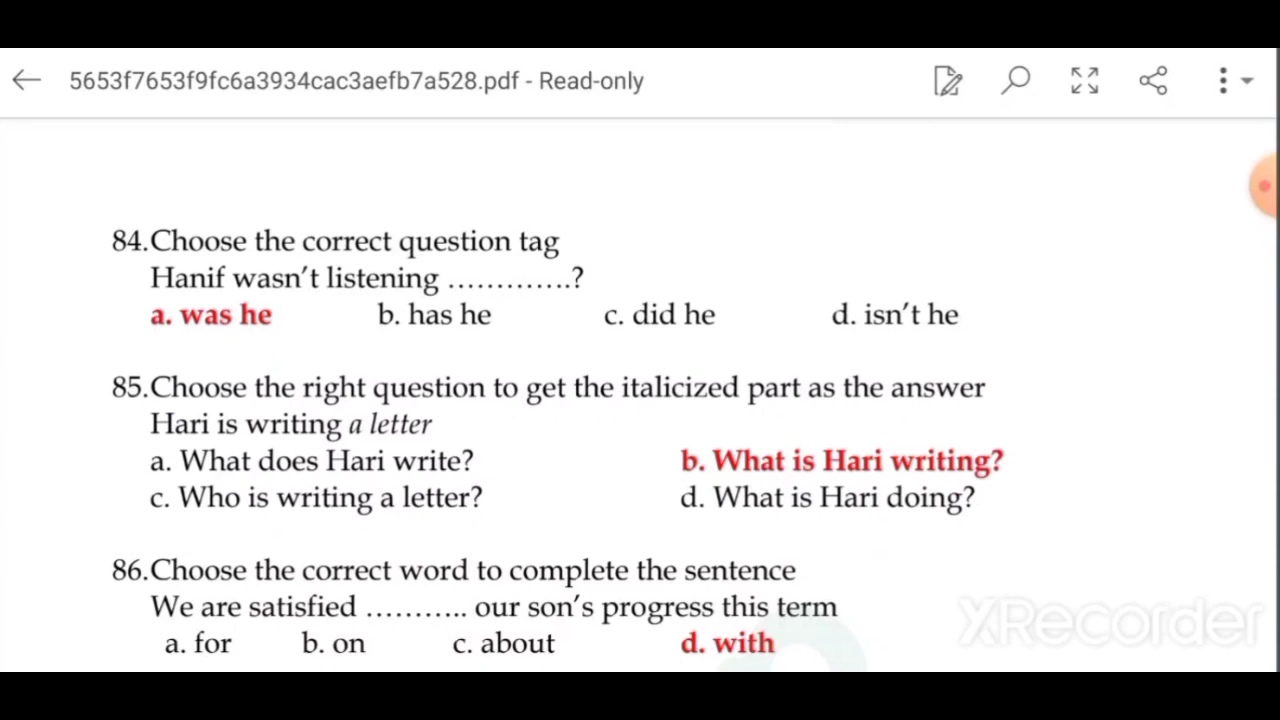 5653f7653f9fc6a3934cac3aefb7a528.pdf - Read-only
84.Choose the correct question tag
Hanif wasn't listening .............?
a. was he b. has he c. did he d. isn't he
85.Choose the right question to get the italicized part as the answer
Hari is writing a letter
a. What does Hari write? b. What is Hari writing?
c. Who is writing a letter? d. What is Hari doing?
86.Choose the correct word to complete the sentence
We are satisfied ........... our son's progress this term
a. for b. on c. about d. with
XRecorder